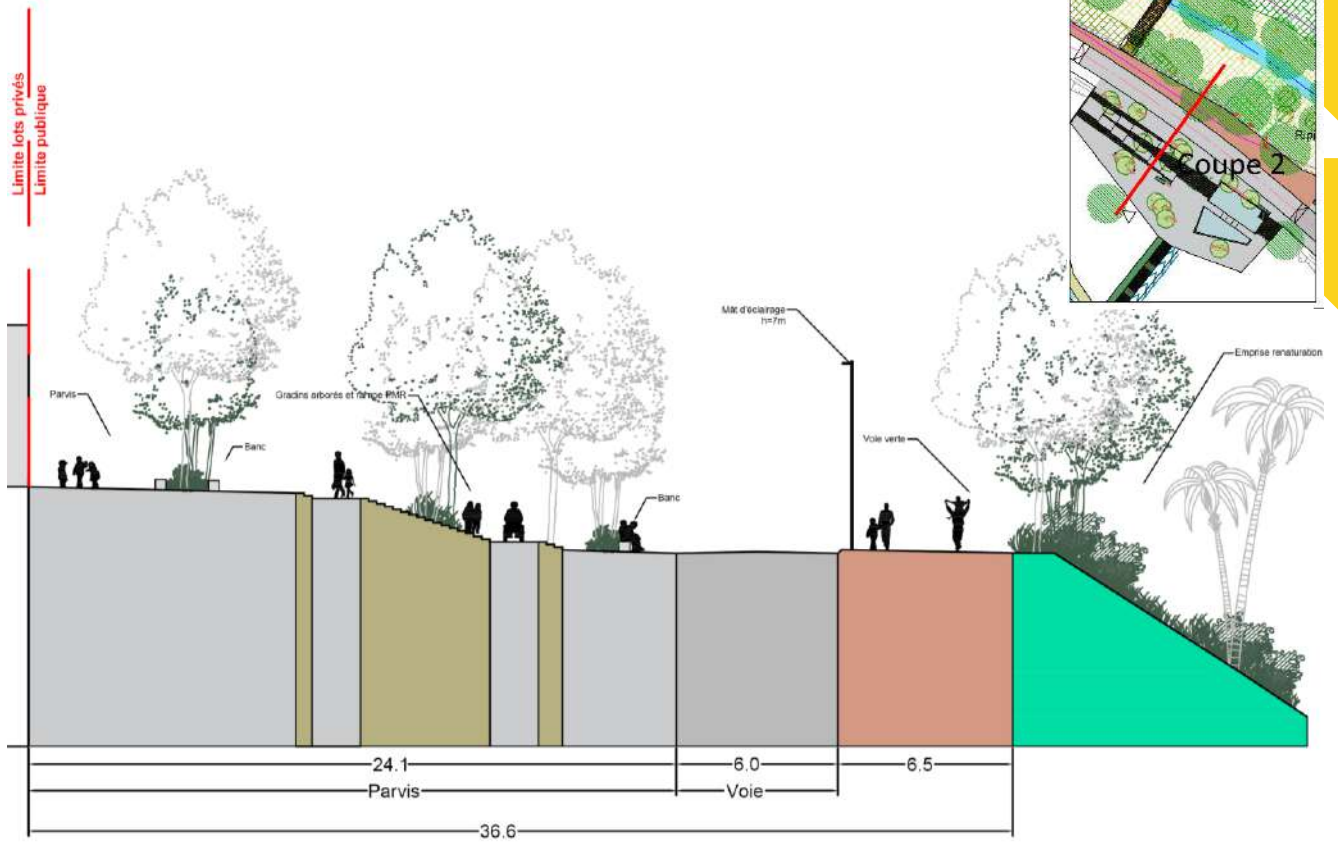 Limite lots privés
Limite publique
Coupe 2
Parvis
Banc
Gradins arborés et rampe PMR
Banc
Mât d'éclairage
h=7m
Voie verte
Emprise renaturation
24.1
6.0
6.5
Parvis
Voie
36.6